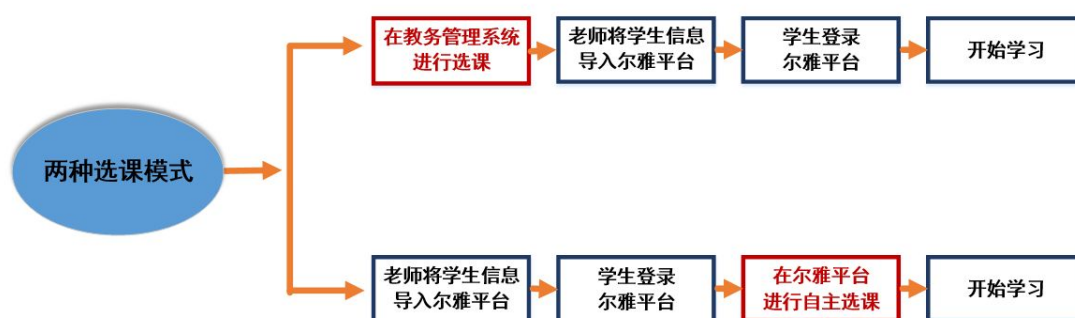 在教务管理系统
进行选课
老师将学生信息
导入尔雅平台
学生登录
尔雅平台
开始学习
两种选课模式
老师将学生信息
导入尔雅平台
学生登录
尔雅平台
在尔雅平台
进行自主选课
开始学习